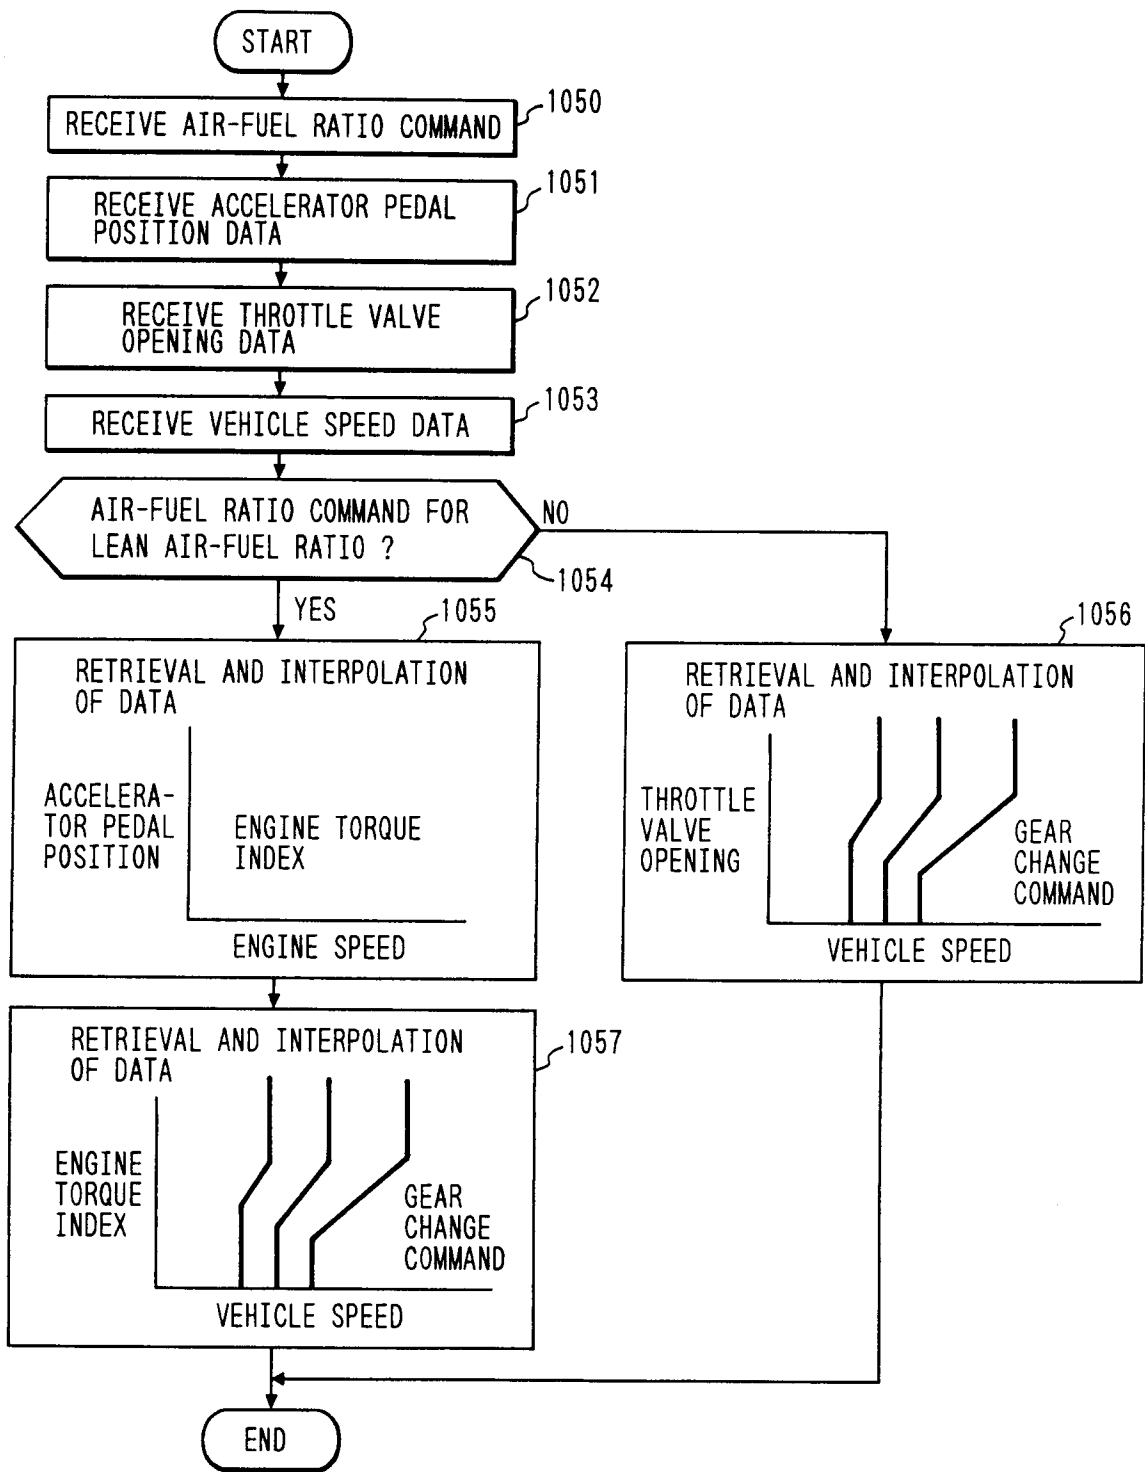 START
1050
RECEIVE AIR-FUEL RATIO COMMAND
1051
RECEIVE ACCELERATOR PEDAL
POSITION DATA
1052
RECEIVE THROTTLE VALVE
OPENING DATA
1053
RECEIVE VEHICLE SPEED DATA
AIR-FUEL RATIO COMMAND FOR
LEAN AIR-FUEL RATIO ?
NO
1054
YES
1055
RETRIEVAL AND INTERPOLATION
OF DATA
ACCELERA-
TOR PEDAL
POSITION
ENGINE TORQUE
INDEX
ENGINE SPEED
1056
RETRIEVAL AND INTERPOLATION
OF DATA
THROTTLE
VALVE
OPENING
GEAR
CHANGE
COMMAND
VEHICLE SPEED
1057
RETRIEVAL AND INTERPOLATION
OF DATA
ENGINE
TORQUE
INDEX
GEAR
CHANGE
COMMAND
VEHICLE SPEED
END